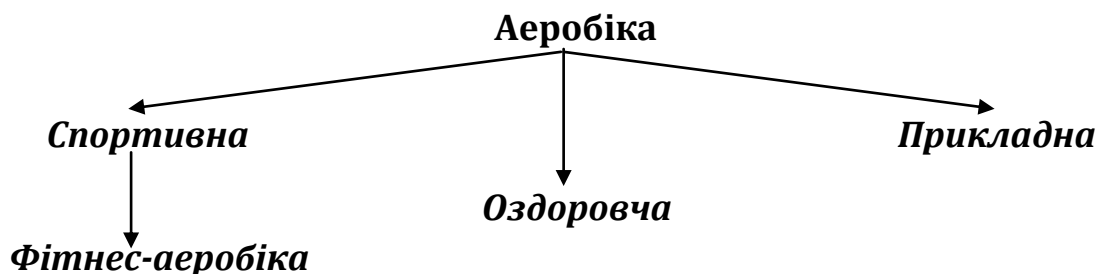 Аеробіка
Спортивна
Прикладна
Оздоровча
Фітнес-аеробіка